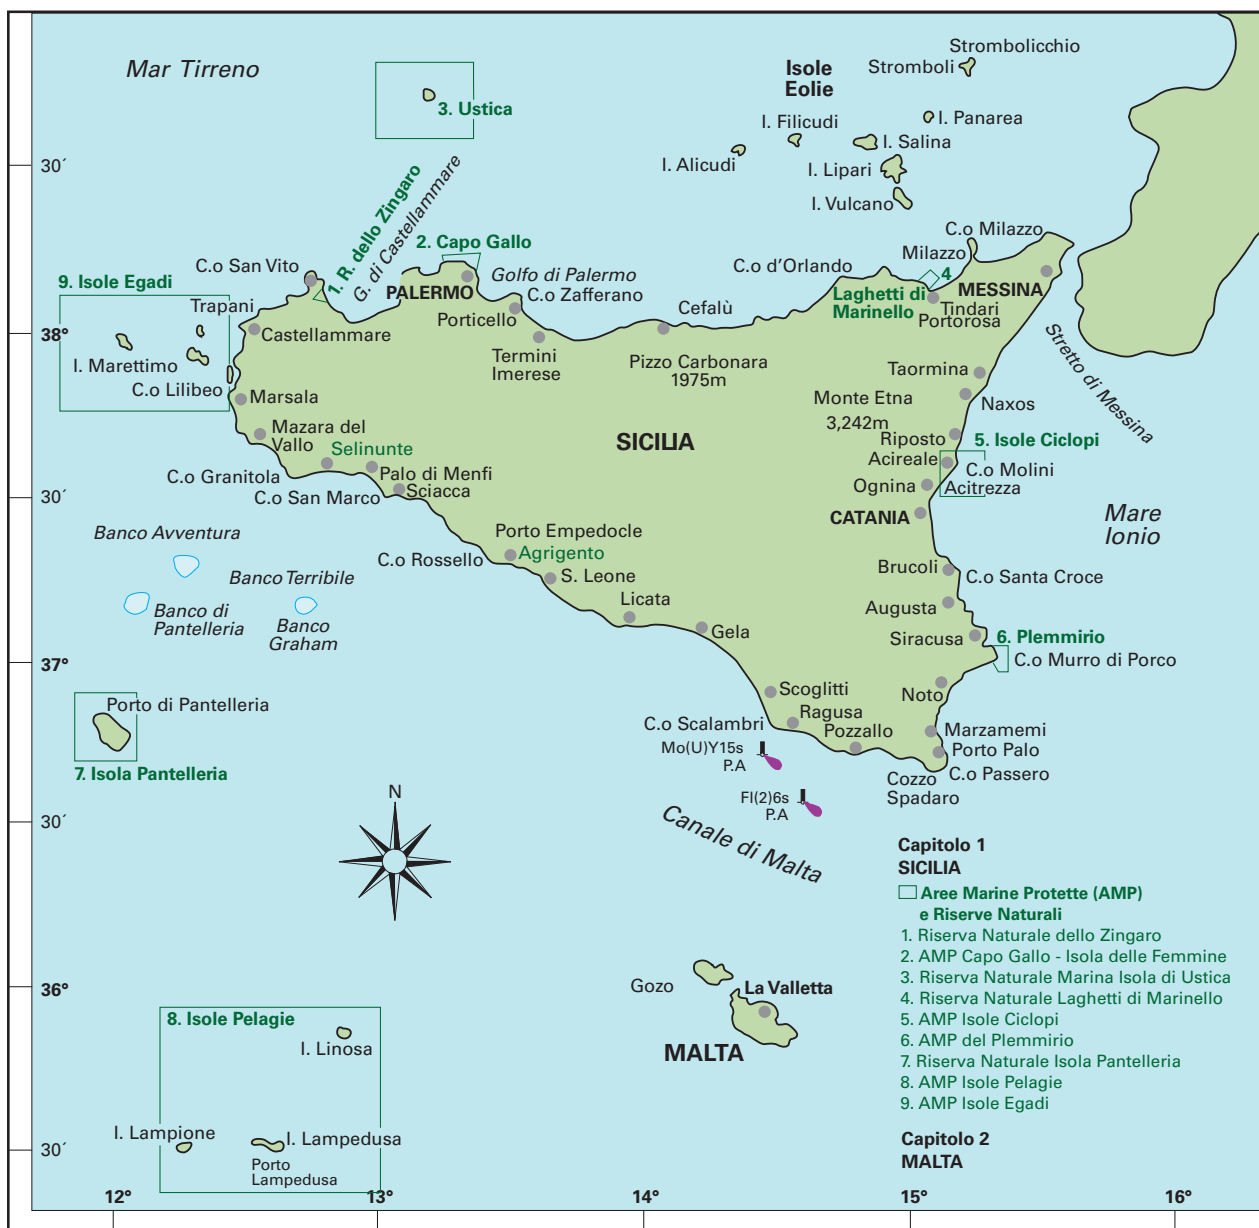 Mar Tirreno
3. Ustica
Isole
Eolie
Strombolicchio
Stromboli
I. Panarea
I. Filicudi
I. Salina
I. Alicudi
I. Lipari
I. Vulcano
30´
C.o Milazzo
Milazzo
C.o d’Orlando
4
Laghetti di
Marinello
MESSINA
Tindari
Portorosa
1. R. dello Zingaro
G. di Castellammare
2. Capo Gallo
Golfo di Palermo
C.o San Vito
PALERMO
C.o Zafferano
9. Isole Egadi
Trapani
Porticello
Cefalù
38°
Castellammare
I. Marettimo
C.o Lilibeo
Termini
Imerese
Pizzo Carbonara
1975m
Stretto di Messina
Taormina
Marsala
Monte Etna
3,242m
Naxos
Mazara del
Vallo
Selinunte
SICILIA
Riposto
5. Isole Ciclopi
Acireale
C.o Granitola
Palo di Menfi
C.o Molini
C.o San Marco
Sciacca
Ognina
Acitrezza
30´
CATANIA
Mare
Ionio
Banco Avventura
Porto Empedocle
C.o Rossello
Agrigento
Banco Terribile
S. Leone
Brucoli
C.o Santa Croce
Banco di
Pantelleria
Banco
Graham
Licata
Augusta
Gela
Siracusa
6. Plemmirio
37°
C.o Murro di Porco
Porto di Pantelleria
Scoglitti
Noto
Ragusa
C.o Scalambri
Pozzallo
Marzamemi
Mo(U)Y15s
P.A
Porto Palo
7. Isola Pantelleria
C.o Passero
Cozzo
Spadaro
N
Fl(2)6s
P.A
30´
Canale di Malta
Capitolo 1
SICILIA
Aree Marine Protette (AMP)
e Riserve Naturali
1. Riserva Naturale dello Zingaro
2. AMP Capo Gallo - Isola delle Femmine
3. Riserva Naturale Marina Isola di Ustica
4. Riserva Naturale Laghetti di Marinello
5. AMP Isole Ciclopi
6. AMP del Plemmirio
7. Riserva Naturale Isola Pantelleria
8. AMP Isole Pelagie
9. AMP Isole Egadi
Capitolo 2
MALTA
36°
Gozo
La Valletta
MALTA
8. Isole Pelagie
I. Linosa
I. Lampione
I. Lampedusa
Porto
Lampedusa
30´
12°
13°
14°
15°
16°